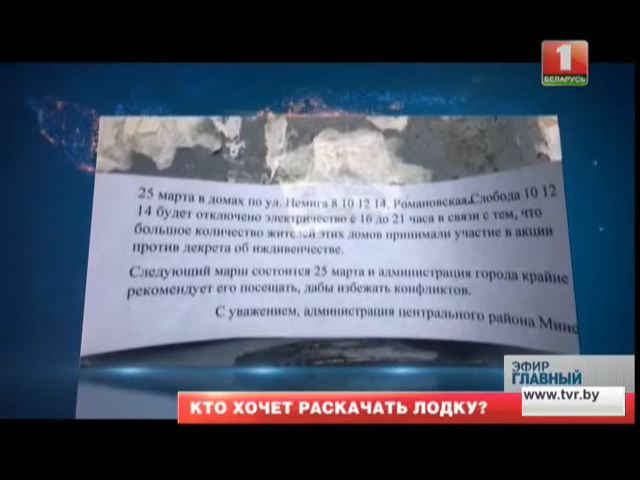 1
БЕЛАРУСЬ
25 марта в домах по ул. Немига 8 10 12 14, Романовская.Слобода 10 12
14 будет отключено электричество с 16 до 21 часа в связи с тем, что
большое количество жителей этих домов принимали участие в акции
против декрета об иждивенчестве.
Следующий марш состоится 25 марта и администрация города крайне
рекомендует его посещать, дабы избежать конфликтов.
С уважением, администрация центрального района Минс
ЭФИР
ГЛАВНЫЙ
www.tvr.by
КТО ХОЧЕТ РАСКАЧАТЬ ЛОДКУ?